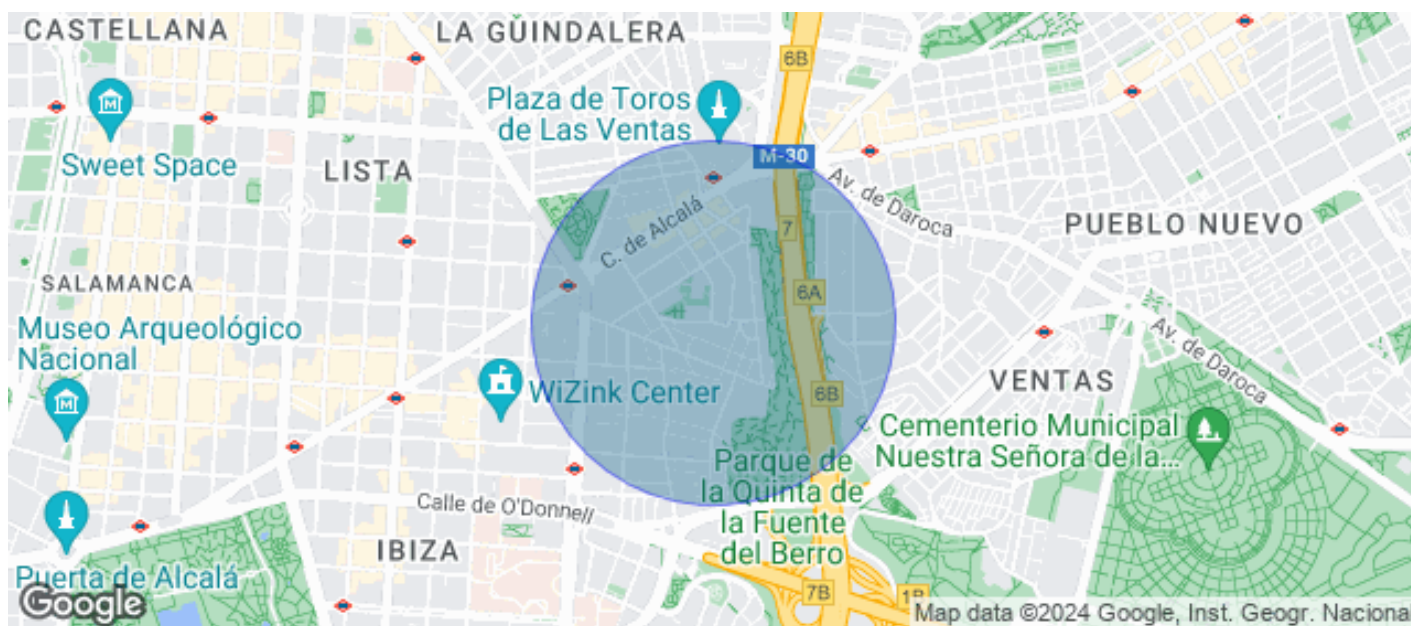 CASTELLANA
LA GUINDALERA
6B
Plaza de Toros
de Las Ventas
Sweet Space
LISTA
M-30
Av. de Daroca
PUEBLO NUEVO
C. de Alcalá
7
SALAMANCA
6A
Museo Arqueológico
Nacional
Av. de Daroca
WiZink Center
6B
VENTAS
Cementerio Municipal
Nuestra Señora de la...
Parque de
la Quinta de
la Fuente
del Berro
Calle de O'Donnell
IBIZA
Puerta de Alcalá
7B
1B
Google
Map data ©2024 Google, Inst. Geogr. Nacional